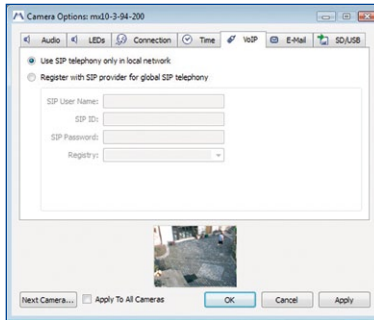 Camera Options: mx10-3-94-200
Audio LEDs Connection Time VoIP E-Mail SD/USB
Use SIP telephony only in local network
Register with SIP provider for global SIP telephony
SIP User Name:
SIP ID:
SIP Password:
Registry:
Next Camera... Apply To All Cameras OK Cancel Apply